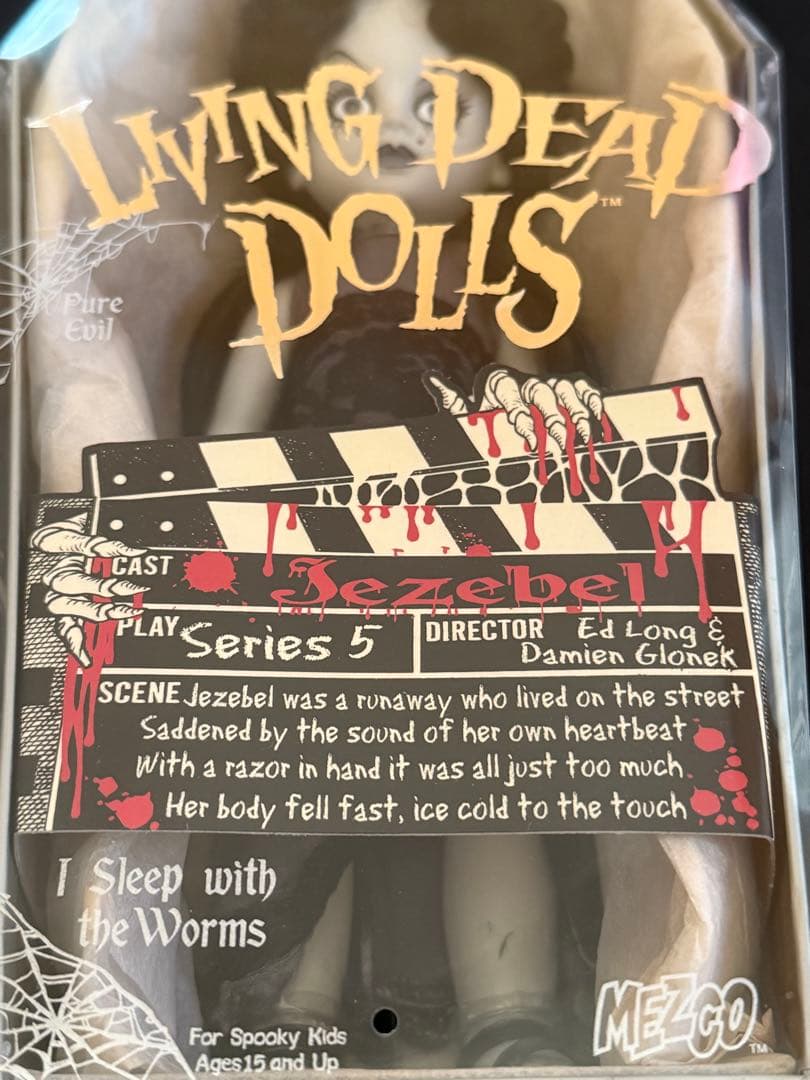 LIVING DEAD
DOLLS™
Pure
Evil
CAST Jezebel
PLAY Series 5
DIRECTOR Ed Long &
Damien Glonek
SCENE Jezebel was a runaway who lived on the street
Saddened by the sound of her own heartbeat
With a razor in hand it was all just too much.
Her body fell fast, ice cold to the touch
I Sleep with
the Worms
For Spooky Kids
Ages 15 and Up
MEZCO™